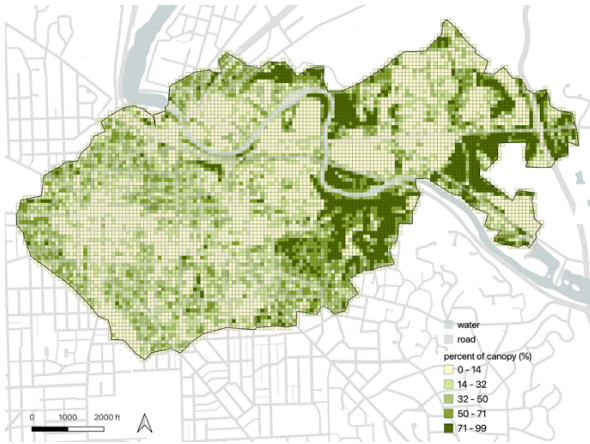 water
road
percent of canopy (%)
0 - 14
14 - 32
32 - 50
50 - 71
71 - 99
0 1000 2000 ft